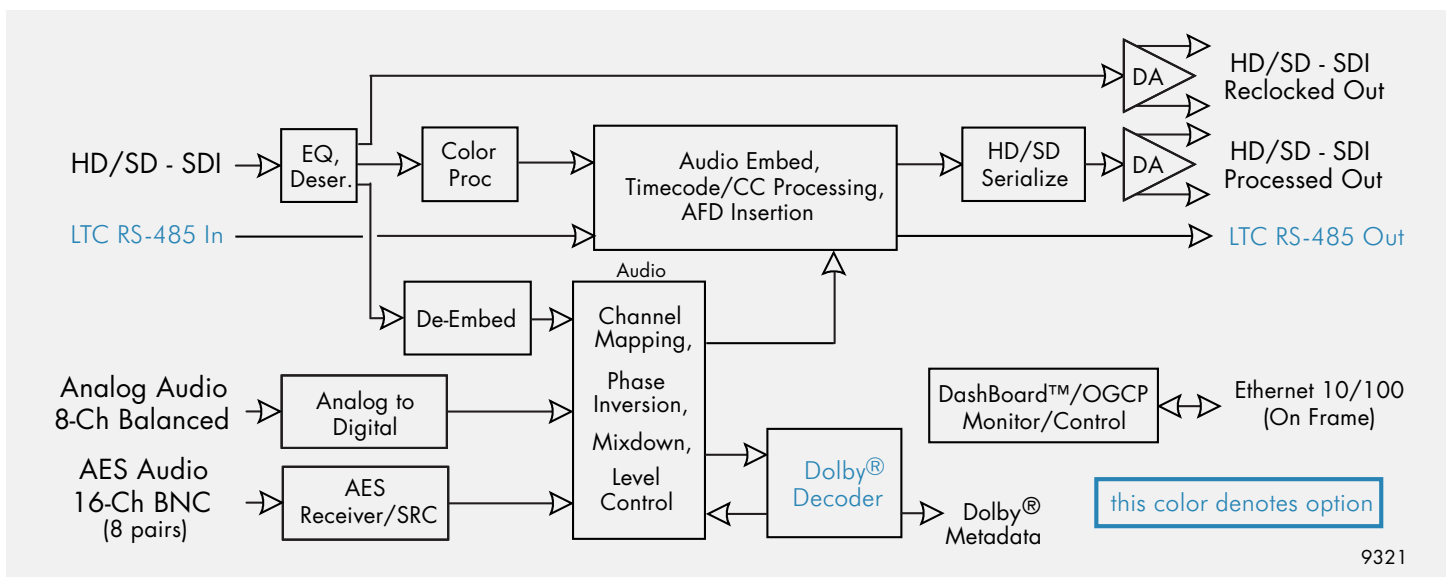 HD/SD - SDI
EQ,
Deser.
Color
Proc
Audio Embed,
Timecode/CC Processing,
AFD Insertion
HD/SD
Serialize
DA
HD/SD - SDI
Reclocked Out
DA
HD/SD - SDI
Processed Out
LTC RS-485 In
LTC RS-485 Out
De-Embed
Audio
Channel
Mapping,
Phase
Inversion,
Mixdown,
Level
Control
Analog Audio
8-Ch Balanced
Analog to
Digital
AES Audio
16-Ch BNC
(8 pairs)
AES
Receiver/SRC
Dolby®
Decoder
Dolby®
Metadata
DashBoard™/OGCP
Monitor/Control
Ethernet 10/100
(On Frame)
this color denotes option
9321